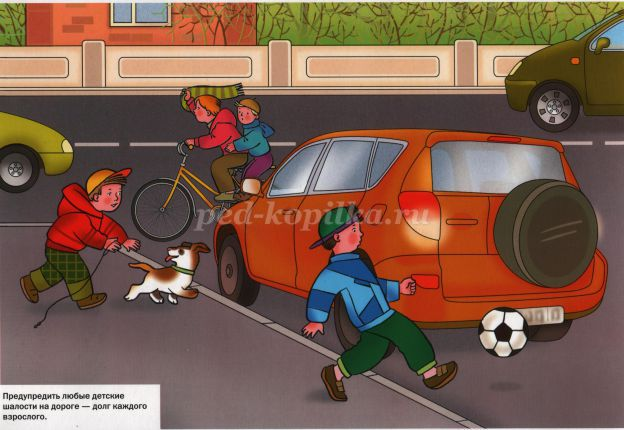 ped-kopilka.ru
Предупредить любые детские
шалости на дороге — долг каждого
взрослого.